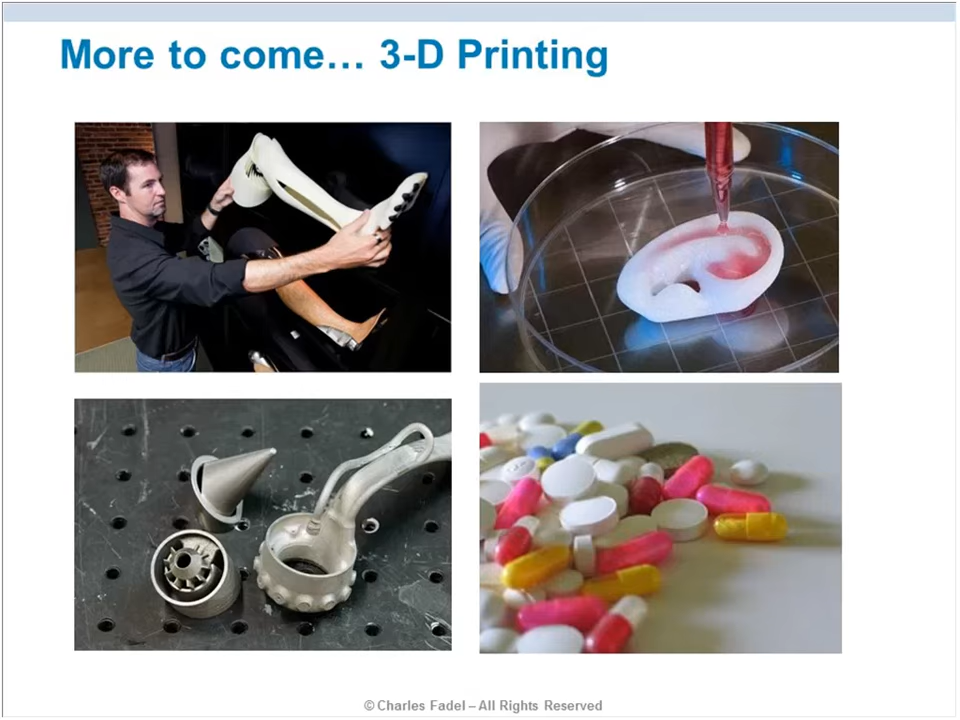 More to come… 3-D Printing
© Charles Fadel – All Rights Reserved